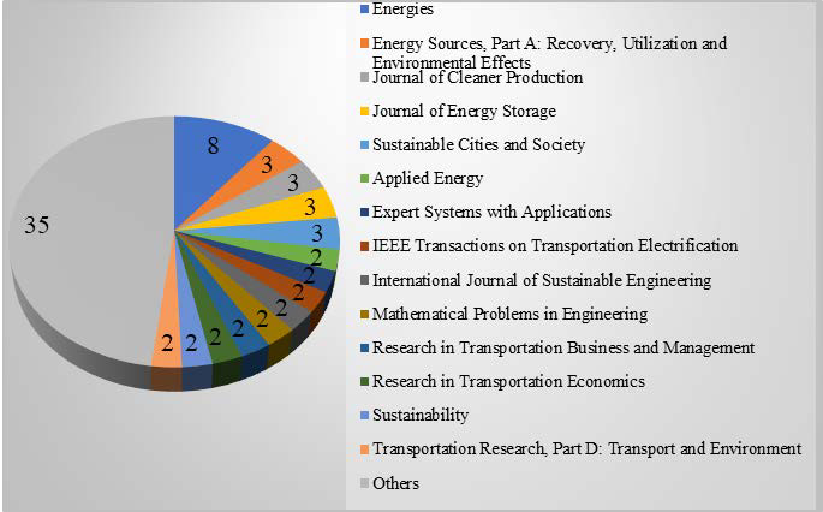 Energies
Energy Sources, Part A: Recovery, Utilization and
Environmental Effects
Journal of Cleaner Production
Journal of Energy Storage
Sustainable Cities and Society
Applied Energy
Expert Systems with Applications
IEEE Transactions on Transportation Electrification
International Journal of Sustainable Engineering
Mathematical Problems in Engineering
Research in Transportation Business and Management
Research in Transportation Economics
Sustainability
Transportation Research, Part D: Transport and Environment
Others
8
3
3
3
3
2
2
2
2
2
2
2
2
2
35